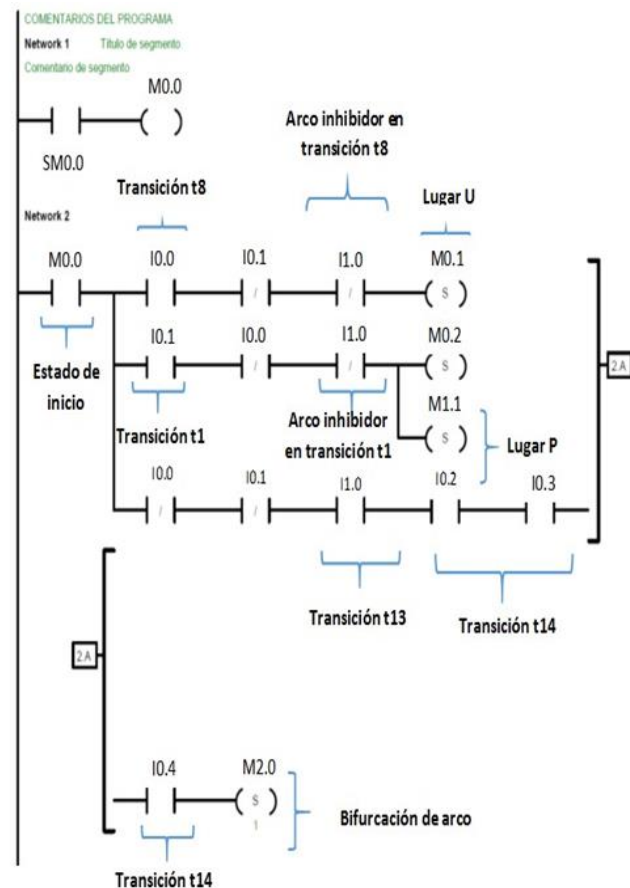 COMENTARIOS DEL PROGRAMA
Network 1 Título de segmento
Comentario de segmento
M0.0
SM0.0
Arco inhibidor en
transición t8
Transición t8
Lugar U
Network 2
M0.0 I0.0 I0.1 I1.0 M0.1
/ / S
Estado de
inicio
I0.1 I0.0 I1.0 M0.2
/ / S
2.A
Transición t1
Arco inhibidor
en transición t1
M1.1
S
Lugar P
I0.0 I0.1 I1.0 I0.2 I0.3
/ /
Transición t13
Transición t14
2.A
I0.4 M2.0
S
1
Bifurcación de arco
Transición t14